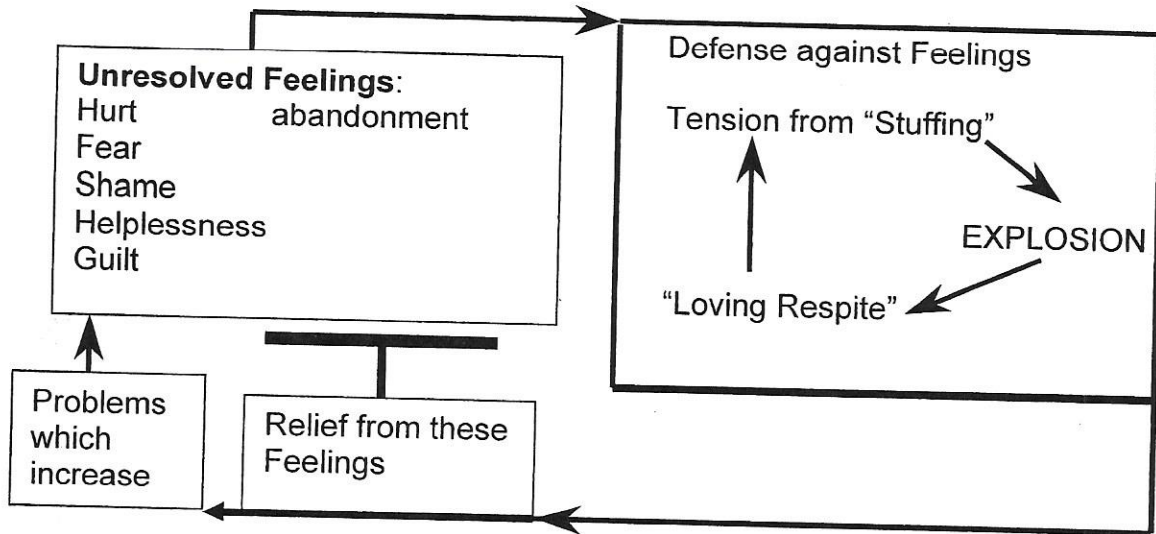 Unresolved Feelings:
Hurt abandonment
Fear
Shame
Helplessness
Guilt
Defense against Feelings
Tension from “Stuffing”
EXPLOSION
“Loving Respite”
Problems
which
increase
Relief from these
Feelings